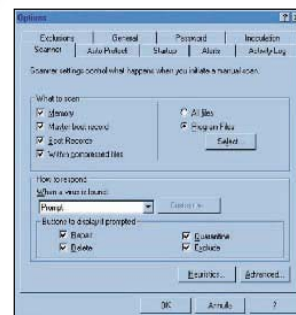 Options
Exclusions General Password Inoculation
Scanner Auto Protect Startup Alerts Activity Log
Scanner settings control what happens when you initiate a manual scan.
What to scan
Memory
Master boot record
Boot Records
Within compressed files
All files
Program Files
Select...
How to respond
When a virus is found:
Prompt
Customize...
Buttons to display if prompted
Repair
Delete
Quarantine
Exclude
Heuristic... Advanced...
OK Annulla ?